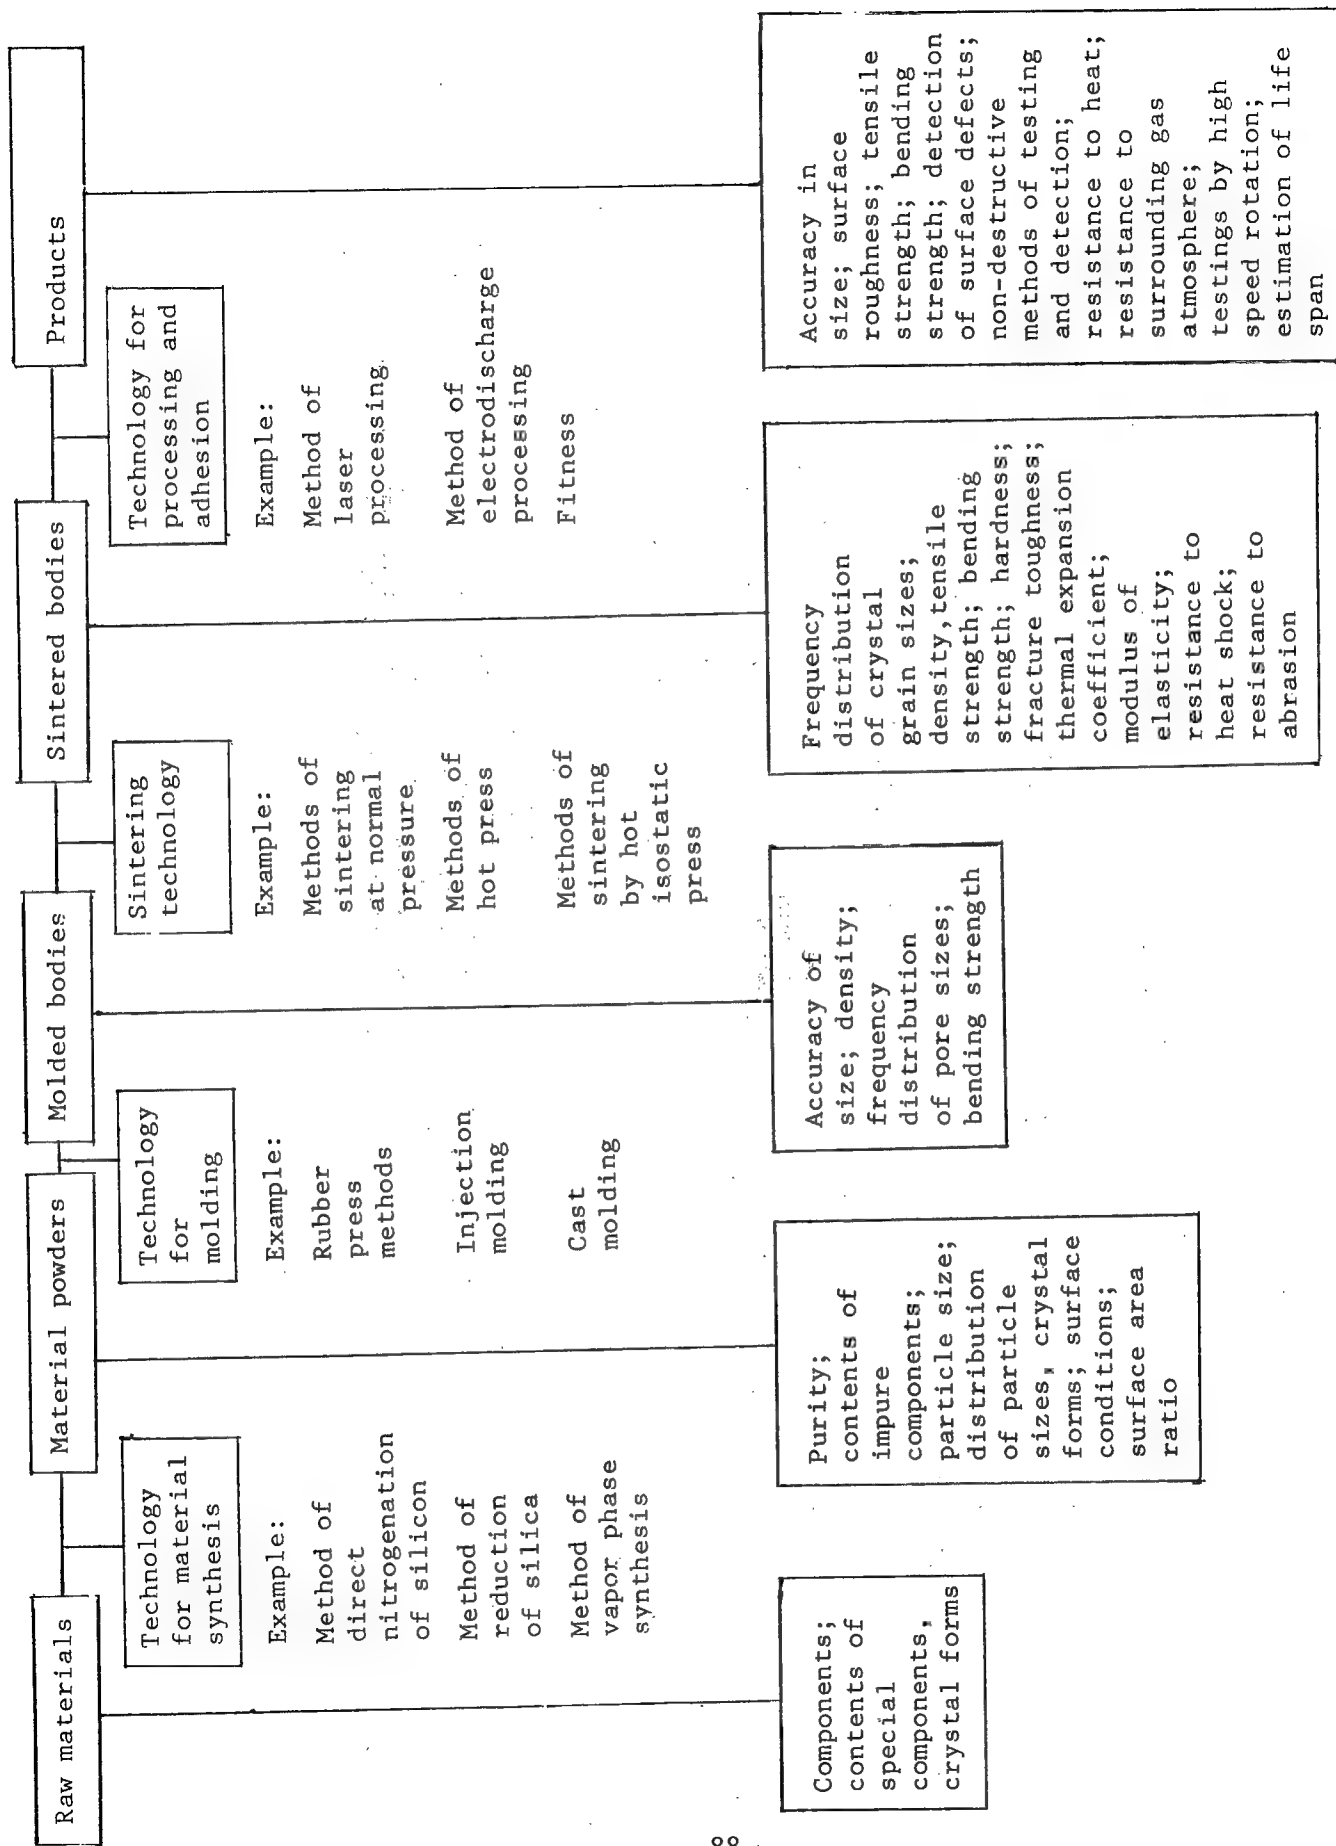 Raw materials
Material powders
Molded bodies
Sintered bodies
Products
Technology
for material
synthesis
Example:
Method of
direct
nitrogenation
of silicon
Method of
reduction
of silica
Method of
vapor phase
synthesis
Technology
for
molding
Example:
Rubber
press
methods
Injection
molding
Cast
molding
Sintering
technology
Example:
Methods of
sintering
at normal
pressure
Methods of
hot press
Methods of
sintering
by hot
isostatic
press
Technology for
processing and
adhesion
Example:
Method of
laser
processing
Method of
electrodischarge
processing
Fitness
Components;
contents of
special
components,
crystal forms
Purity;
contents of
impure
components;
particle size;
distribution
of particle
sizes, crystal
forms; surface
conditions;
surface area
ratio
Accuracy of
size; density;
frequency
distribution
of pore sizes;
bending strength
Frequency
distribution
of crystal
grain sizes;
density,tensile
strength; bending
strength; hardness;
fracture toughness;
thermal expansion
coefficient;
modulus of
elasticity;
resistance to
heat shock;
resistance to
abrasion
Accuracy in
size; surface
roughness; tensile
strength; bending
strength; detection
of surface defects;
non-destructive
methods of testing
and detection;
resistance to heat;
resistance to
surrounding gas
atmosphere;
testings by high
speed rotation;
estimation of life
span
88